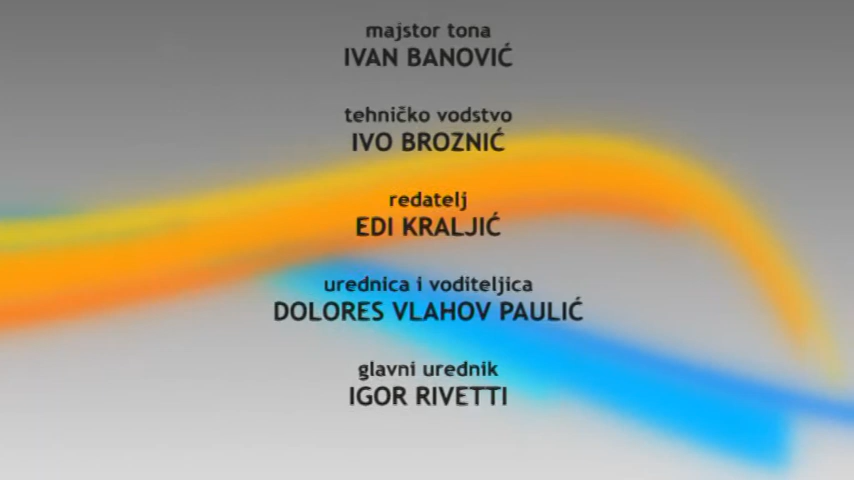 majstor tona
IVAN BANOVIĆ
tehničko vodstvo
IVO BROZNIĆ
redatelj
EDI KRALJIĆ
urednica i voditeljica
DOLORES VLAHOV PAULIĆ
glavni urednik
IGOR RIVETTI